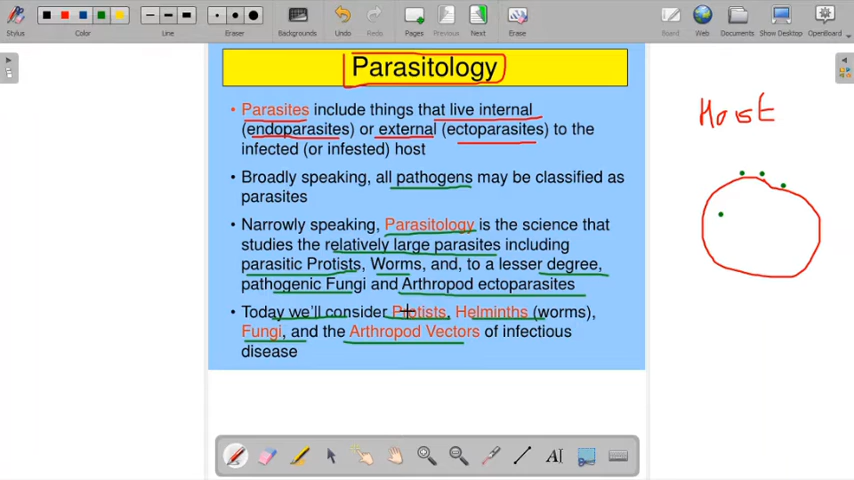 Stylus
Color
Line
Eraser
Backgrounds
Undo
Redo
Pages
Previous
Next
Erase
Board
Web
Documents
Show Desktop
OpenBoard
Parasitology
• Parasites include things that live internal
(endoparasites) or external (ectoparasites) to the
infected (or infested) host
• Broadly speaking, all pathogens may be classified as
parasites
• Narrowly speaking, Parasitology is the science that
studies the relatively large parasites including
parasitic Protists, Worms, and, to a lesser degree,
pathogenic Fungi and Arthropod ectoparasites
• Today we'll consider Protists, Helminths (worms),
Fungi, and the Arthropod Vectors of infectious
disease
Host
AI